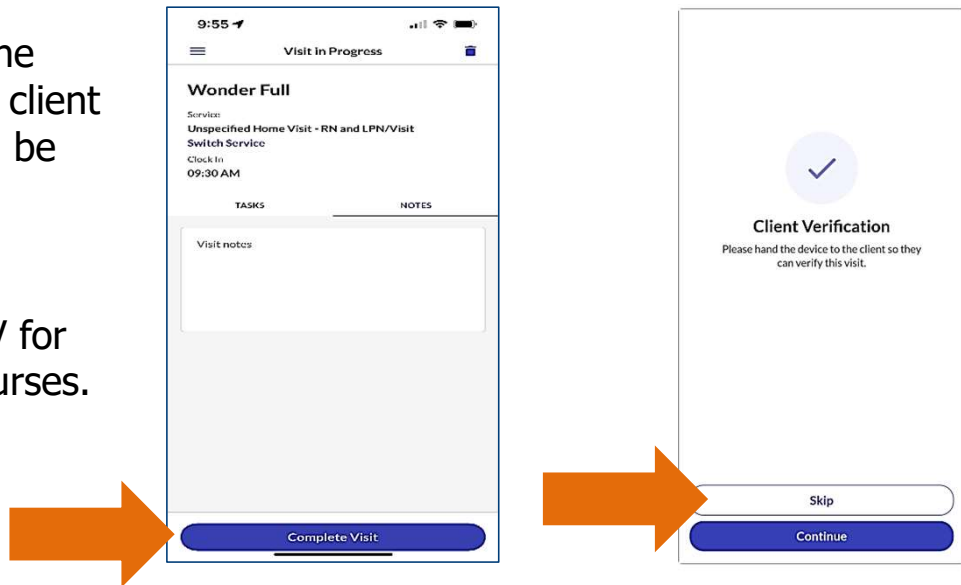 client
be
for
9:55
Visit in Progress
Wonder Full
Service
Unspecified Home Visit - RN and LPN/Visit
Switch Service
Clock In
09:30 AM
TASKS
NOTES
Visit notes
Complete Visit
Client Verification
Please hand the device to the client so they
can verify this visit.
Skip
Continue